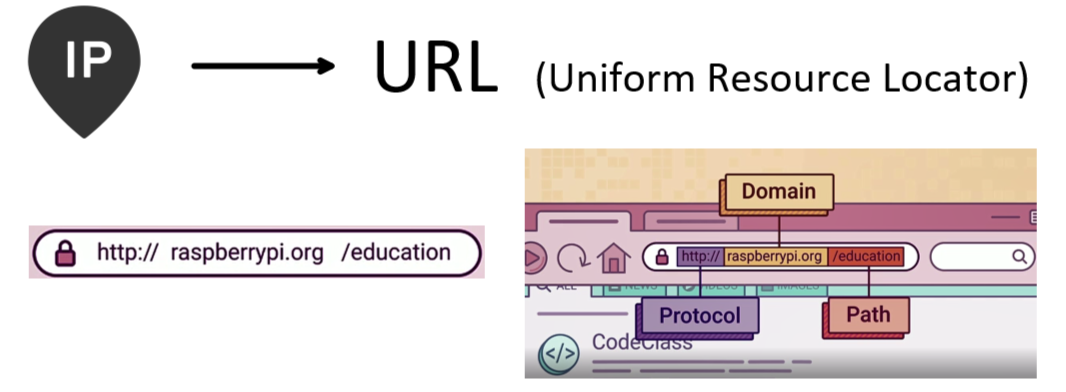 IP
URL (Uniform Resource Locator)
http:// raspberrypi.org /education
Domain
http:// raspberrypi.org /education
ALL NEWS VIDEOS IMAGES
Protocol
Path
CodeClass
</>